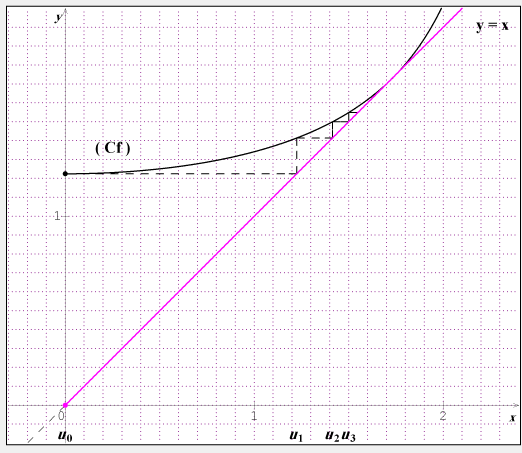 y
y = x
( Cf )
1
0 1 2 x
u0 u1 u2 u3